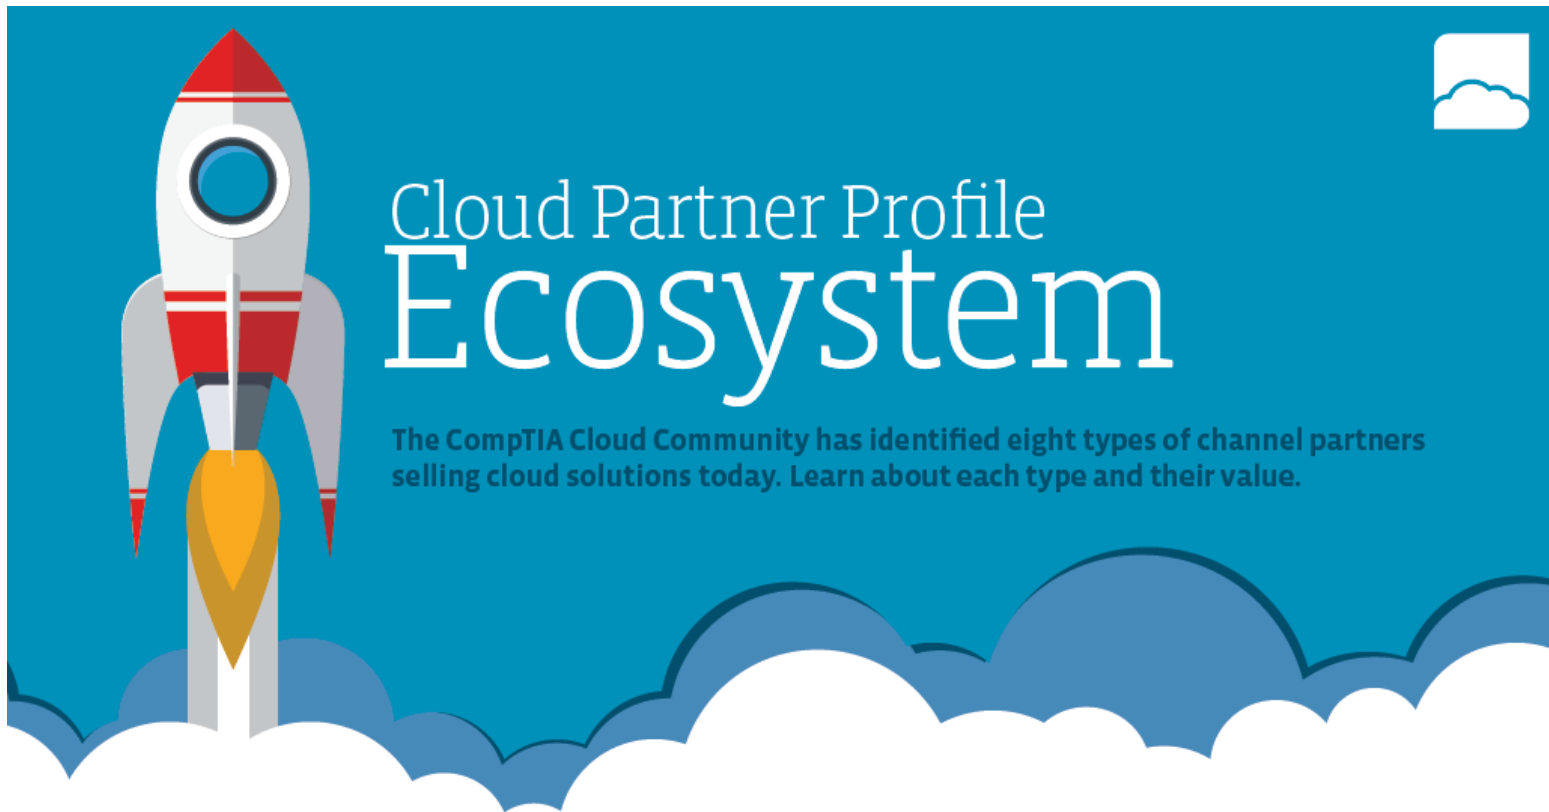 Cloud Partner Profile
Ecosystem
The CompTIA Cloud Community has identified eight types of channel partners
selling cloud solutions today. Learn about each type and their value.